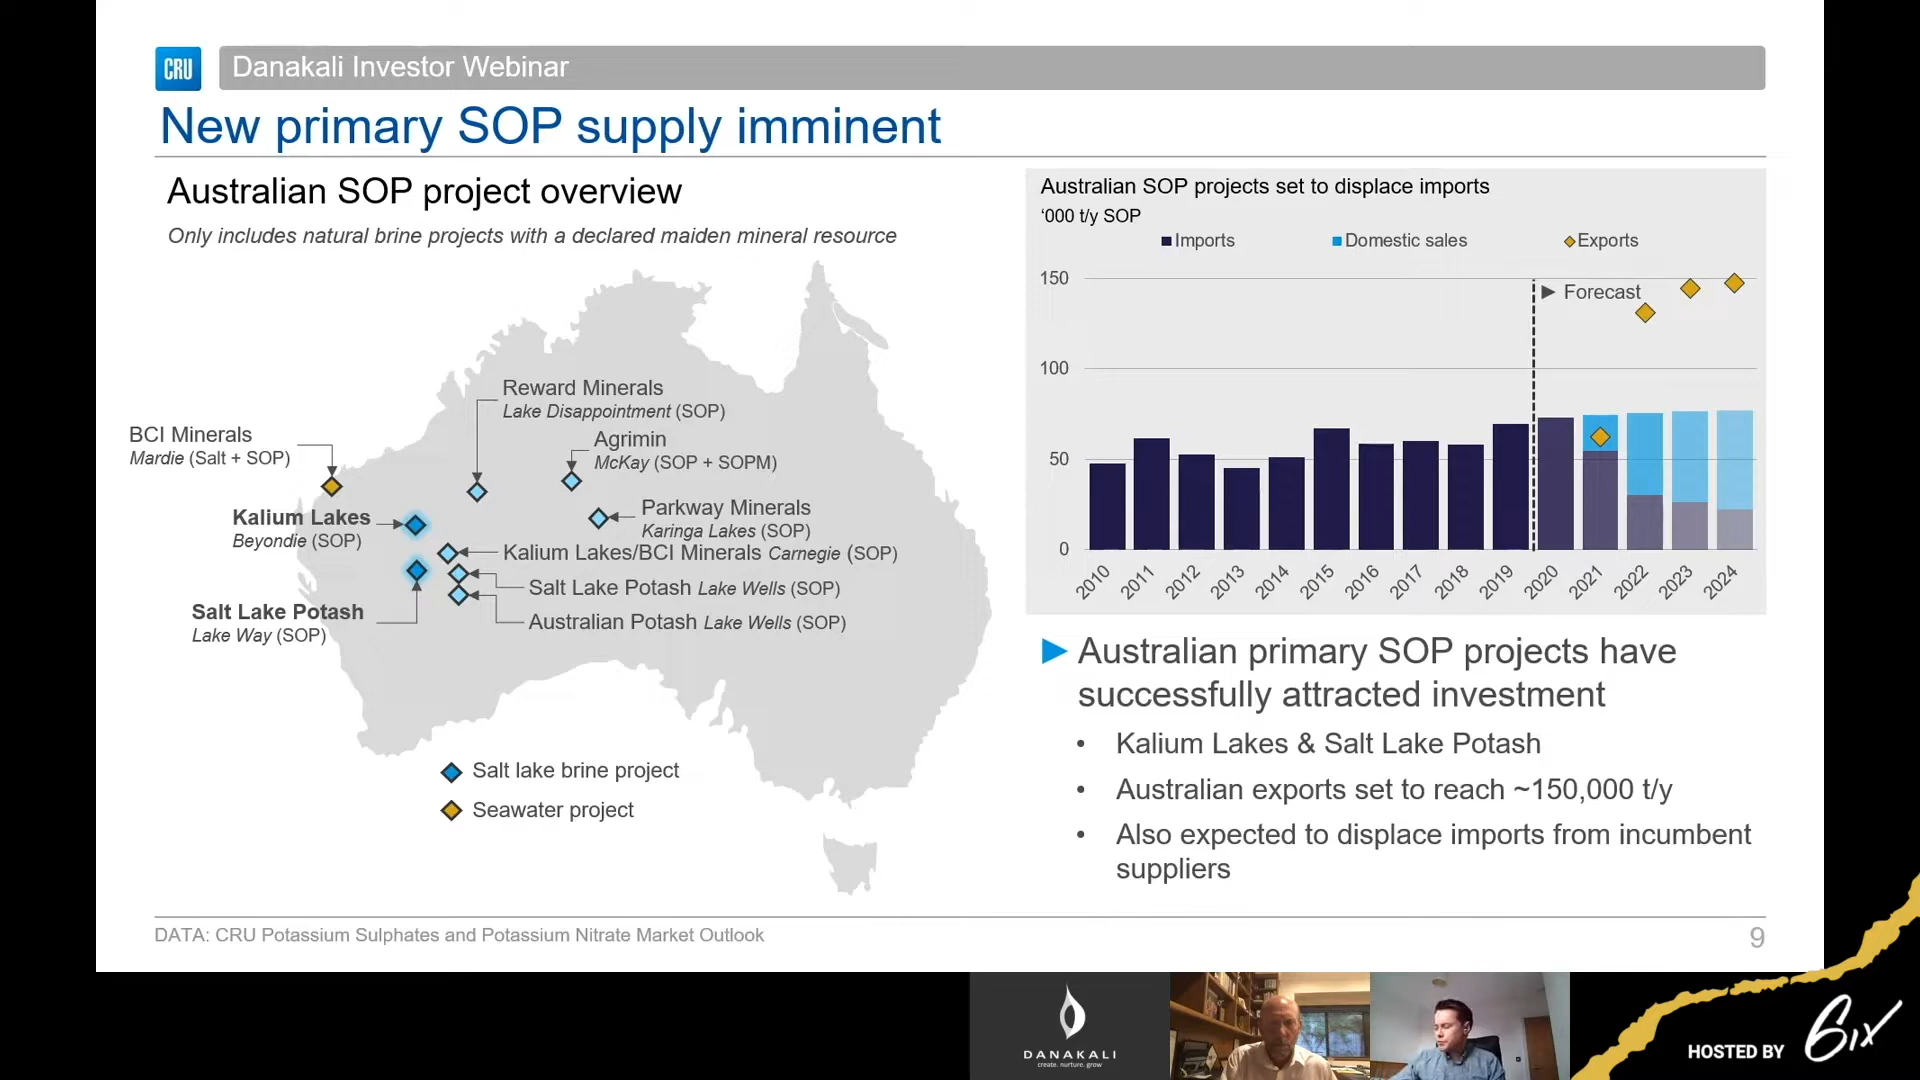 CRU
Danakali Investor Webinar
New primary SOP supply imminent
Australian SOP project overview
Only includes natural brine projects with a declared maiden mineral resource
Reward Minerals
Lake Disappointment (SOP)
BCI Minerals
Mardie (Salt + SOP)
Agrimin
McKay (SOP + SOPM)
Kalium Lakes
Beyondie (SOP)
Parkway Minerals
Karinga Lakes (SOP)
Kalium Lakes/BCI Minerals Carnegie (SOP)
Salt Lake Potash Lake Wells (SOP)
Salt Lake Potash
Lake Way (SOP)
Australian Potash Lake Wells (SOP)
Salt lake brine project
Seawater project
Australian SOP projects set to displace imports
‘000 t/y SOP
Imports Domestic sales Exports
150
Forecast
100
50
0
2010 2011 2012 2013 2014 2015 2016 2017 2018 2019 2020 2021 2022 2023 2024
Australian primary SOP projects have
successfully attracted investment
• Kalium Lakes & Salt Lake Potash
• Australian exports set to reach ~150,000 t/y
• Also expected to displace imports from incumbent
suppliers
DATA: CRU Potassium Sulphates and Potassium Nitrate Market Outlook
9
DANAKALI
create. nurture. grow
HOSTED BY 6ix